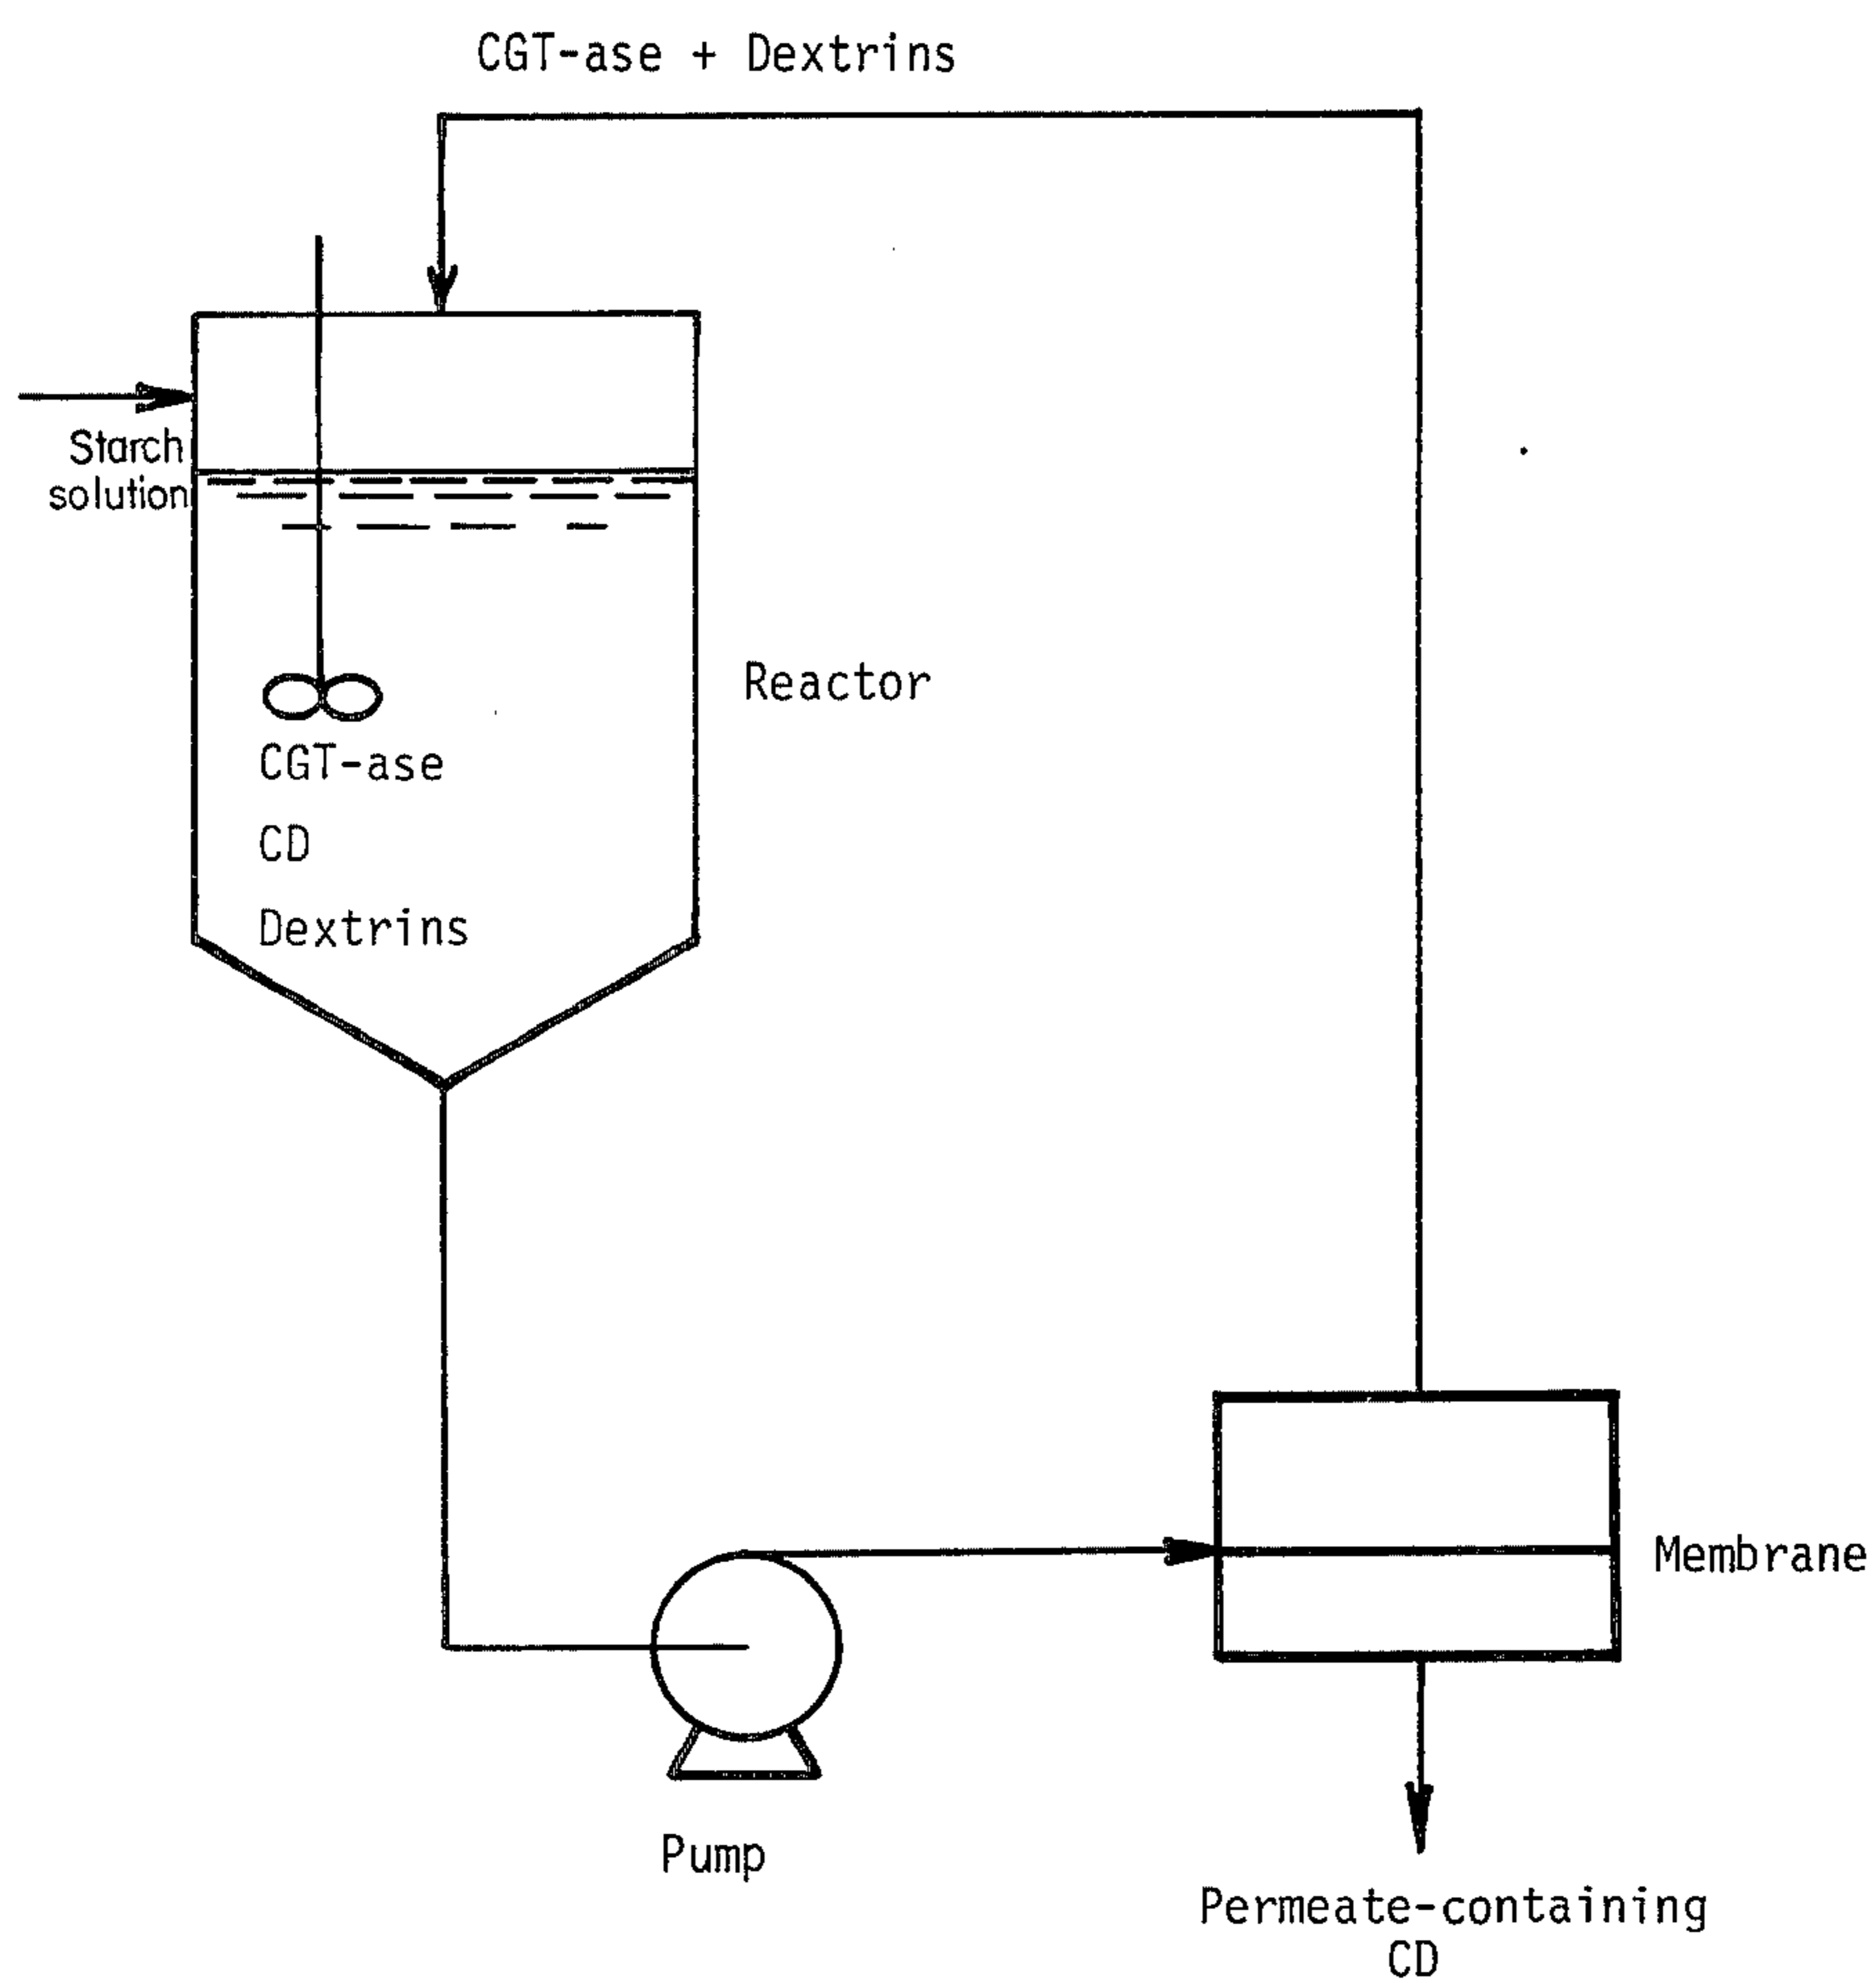 CGT-ase + Dextrins
Starch
solution
Reactor
CGT-ase
CD
Dextrins
Membrane
Pump
Permeate-containing
CD